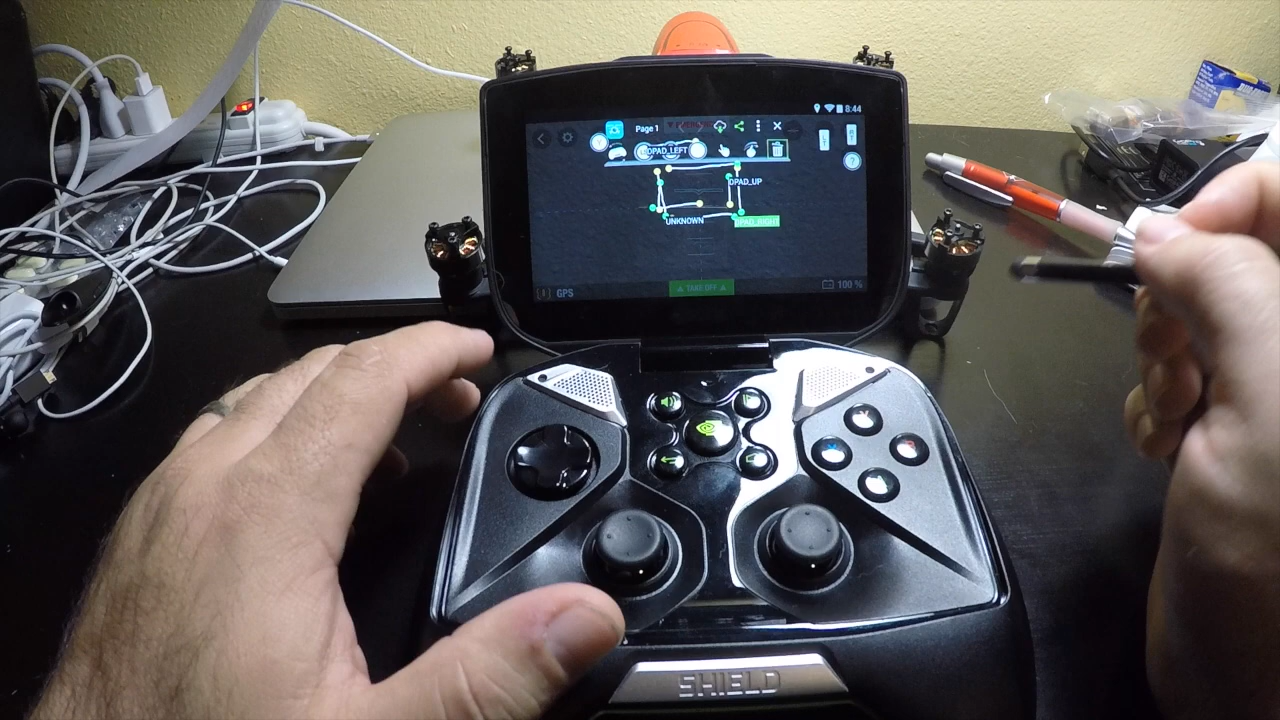 8:44
Page 1
DPAD_LEFT
DPAD_UP
UNKNOWN
DPAD_RIGHT
GPS
TAKE OFF
100 %
Y
SHIELD